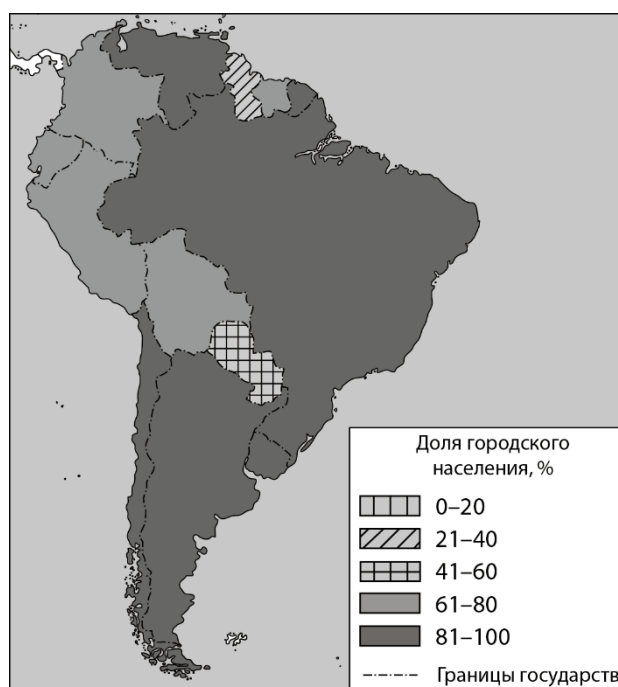 Доля городского
населения, %
0–20
21–40
41–60
61–80
81–100
Границы государств